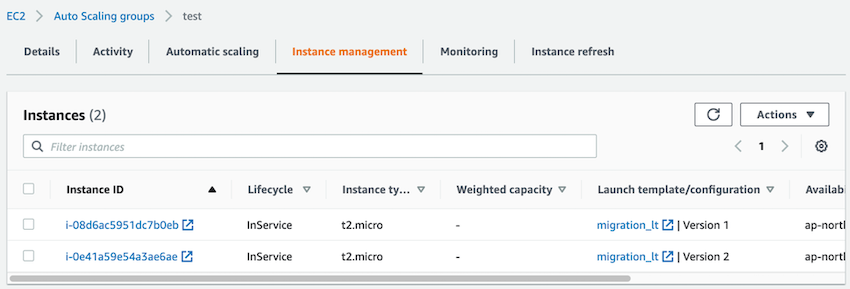 EC2 > Auto Scaling groups > test
Details Activity Automatic scaling Instance management Monitoring Instance refresh
Instances (2) Actions
Filter instances 1
Instance ID Lifecycle Instance ty... Weighted capacity Launch template/configuration Availab
i-08d6ac5951dc7b0eb InService t2.micro - migration_lt | Version 1 ap-north
i-0e41a59e54a3ae6ae InService t2.micro - migration_lt | Version 2 ap-north